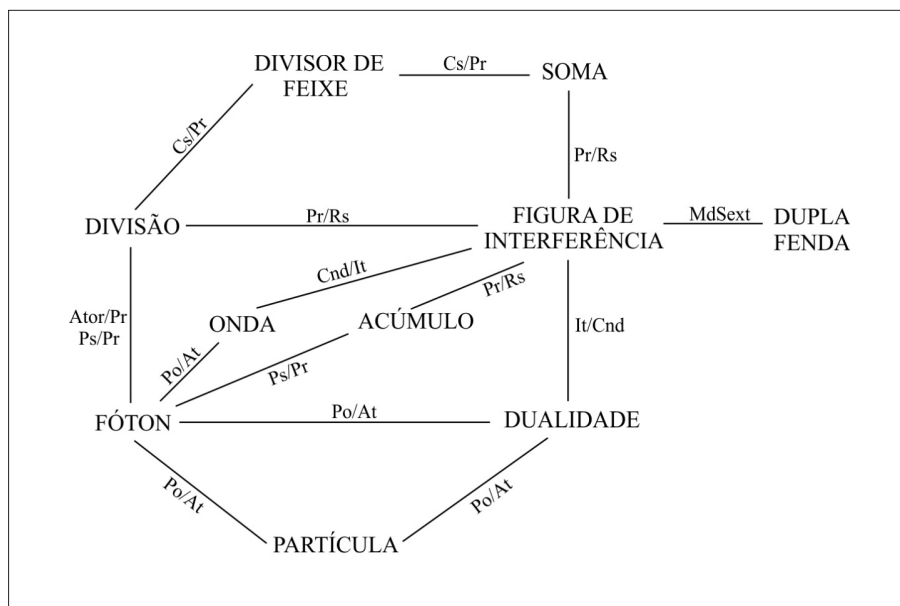 DIVISOR DE
FEIXE
Cs/Pr
SOMA
Cs/Pr
Pr/Rs
DIVISÃO
Pr/Rs
FIGURA DE
INTERFERÊNCIA
MdSext
DUPLA
FENDA
Cnd/It
Pr/Rs
Ator/Pr
Ps/Pr
ONDA
ACÚMULO
It/Cnd
Po/At
Ps/Pr
FÓTON
Po/At
DUALIDADE
Po/At
Po/At
PARTÍCULA